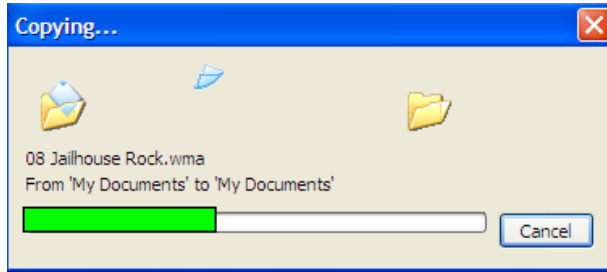 Copying...
08 Jailhouse Rock.wma
From 'My Documents' to 'My Documents'
Cancel